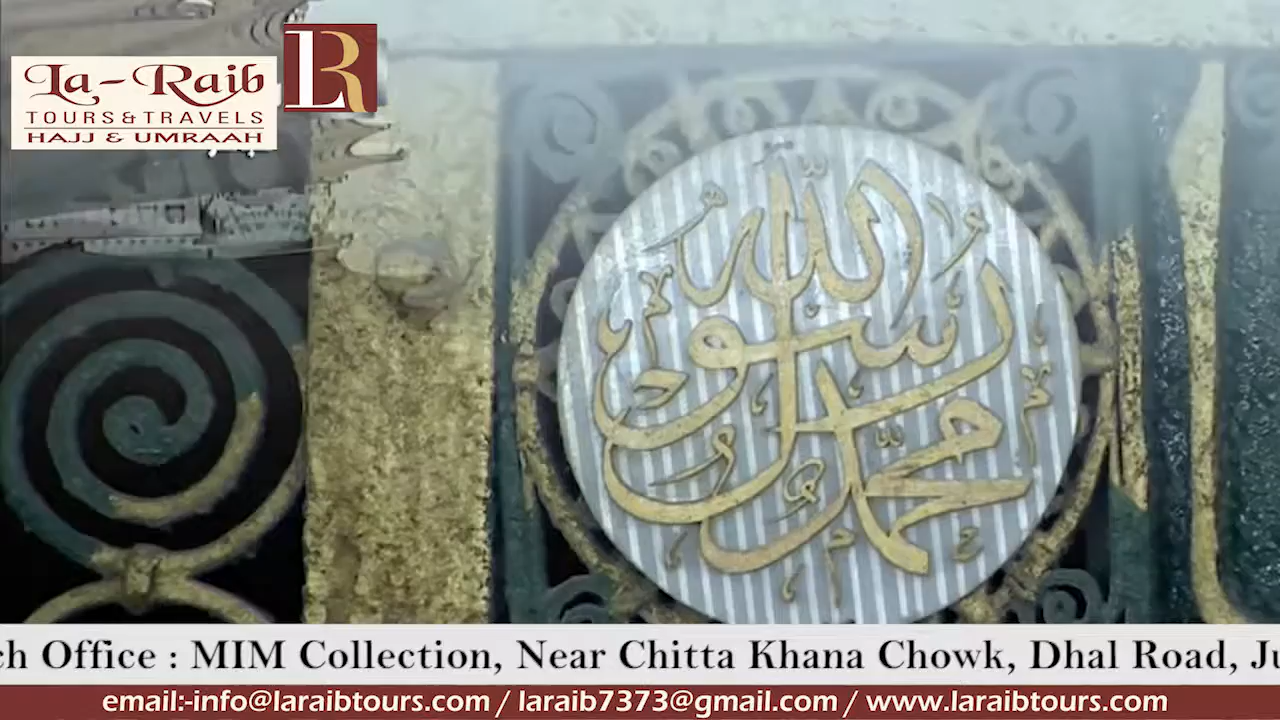 La-Raib
TOURS & TRAVELS
HAJJ & UMRAAH
LR
محمد رسول الله
ch Office : MIM Collection, Near Chitta Khana Chowk, Dhal Road, Ju
email:-info@laraibtours.com / laraib7373@gmail.com / www.laraibtours.com